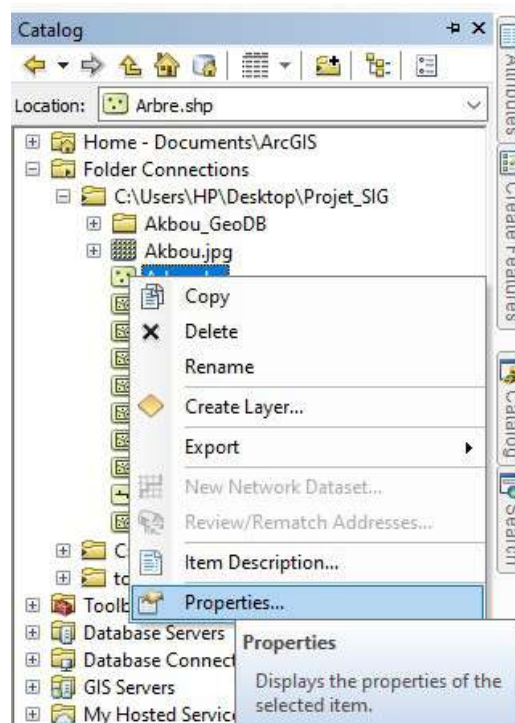 Catalog
Location: Arbre.shp
Home - Documents\ArcGIS
Folder Connections
C:\Users\HP\Desktop\Projet_SIG
Akbou_GeoDB
Akbou.jpg
Copy
Delete
Rename
Create Layer...
Export
New Network Dataset...
Review/Rematch Addresses...
Item Description...
Properties...
Toolb
Database Servers
Database Connect
GIS Servers
My Hosted Service
Properties
Displays the properties of the
selected item.
Attributes
Create Features
Catalog
Search